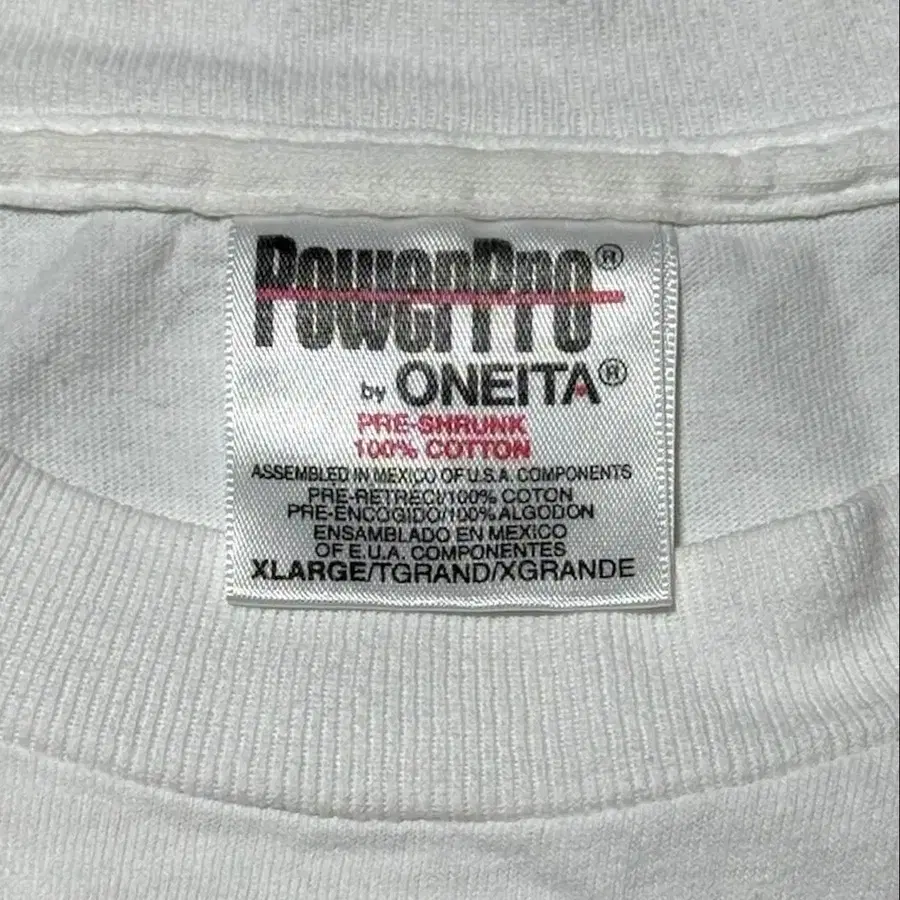 PowerPro®
by ONEITA®
PRE-SHRUNK
100% COTTON
ASSEMBLED IN MEXICO OF U.S.A. COMPONENTS
PRE-RETRECI/100% COTON
PRE-ENCOGIDO/100% ALGODON
ENSAMBLADO EN MEXICO
OF E.U.A. COMPONENTES
XLARGE/TGRAND/XGRANDE